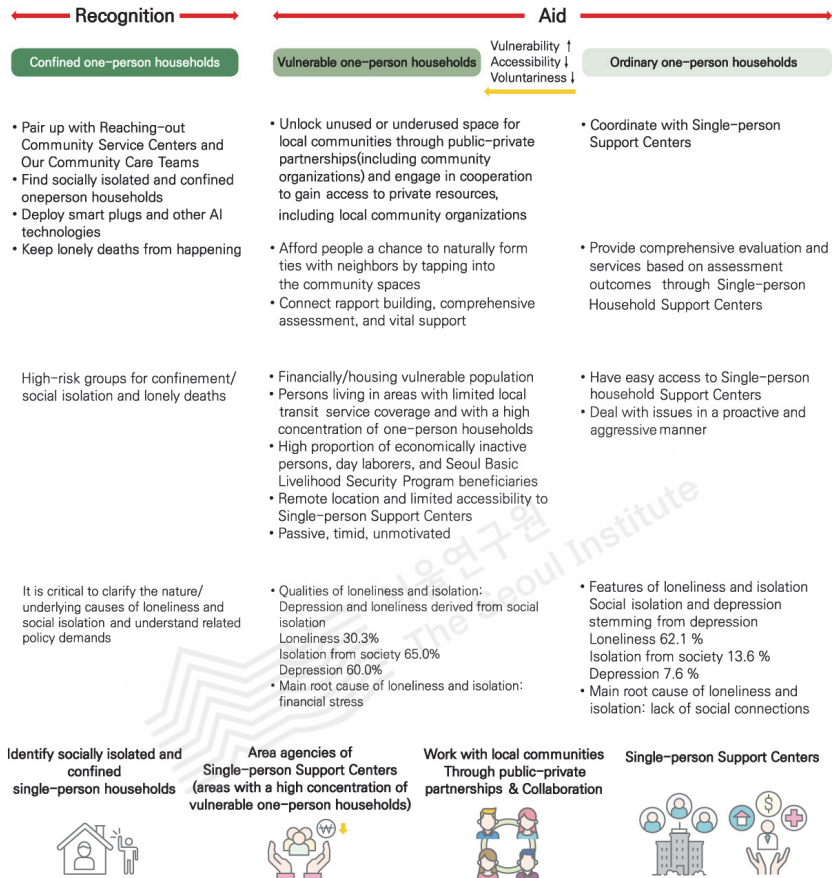 Recognition
Aid
Confined one-person households
Vulnerable one-person households
Vulnerability ↑
Accessibility ↓
Voluntariness ↓
Ordinary one-person households
• Pair up with Reaching-out
Community Service Centers and
Our Community Care Teams
• Find socially isolated and confined
oneperson households
• Deploy smart plugs and other AI
technologies
• Keep lonely deaths from happening
• Unlock unused or underused space for
local communities through public-private
partnerships(including community
organizations) and engage in cooperation
to gain access to private resources,
including local community organizations
• Afford people a chance to naturally form
ties with neighbors by tapping into
the community spaces
• Connect rapport building, comprehensive
assessment, and vital support
• Coordinate with Single-person
Support Centers
• Provide comprehensive evaluation and
services based on assessment
outcomes through Single-person
Household Support Centers
High-risk groups for confinement/
social isolation and lonely deaths
• Financially/housing vulnerable population
• Persons living in areas with limited local
transit service coverage and with a high
concentration of one-person households
• High proportion of economically inactive
persons, day laborers, and Seoul Basic
Livelihood Security Program beneficiaries
• Remote location and limited accessibility to
Single-person Support Centers
• Passive, timid, unmotivated
• Have easy access to Single-person
household Support Centers
• Deal with issues in a proactive and
aggressive manner
It is critical to clarify the nature/
underlying causes of loneliness and
social isolation and understand related
policy demands
• Qualities of loneliness and isolation:
Depression and loneliness derived from social
isolation
Loneliness 30.3%
Isolation from society 65.0%
Depression 60.0%
• Main root cause of loneliness and isolation:
financial stress
• Features of loneliness and isolation
Social isolation and depression
stemming from depression
Loneliness 62.1 %
Isolation from society 13.6 %
Depression 7.6 %
• Main root cause of loneliness and
isolation: lack of social connections
Identify socially isolated and
confined
single-person households
Area agencies of
Single-person Support Centers
(areas with a high concentration of
vulnerable one-person households)
Work with local communities
Through public-private
partnerships & Collaboration
Single-person Support Centers
₩
$
서울연구원
The Seoul Institute